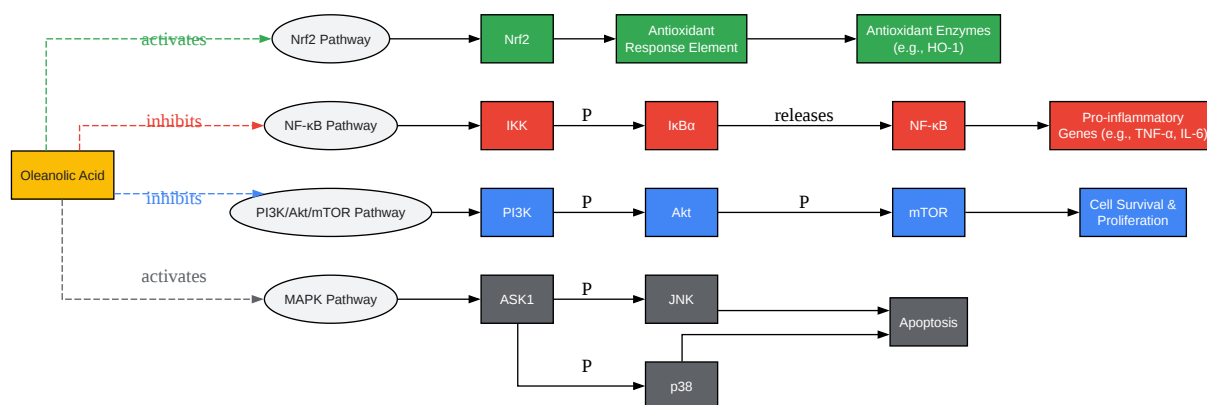 activates
Nrf2 Pathway
Nrf2
Antioxidant
Response Element
Antioxidant Enzymes
(e.g., HO-1)
inhibits
NF-κB Pathway
IKK
P
IκBα
releases
NF-κB
Pro-inflammatory
Genes (e.g., TNF-α, IL-6)
Oleanolic Acid
inhibits
PI3K/Akt/mTOR Pathway
PI3K
P
Akt
P
mTOR
Cell Survival &
Proliferation
activates
MAPK Pathway
ASK1
P
JNK
Apoptosis
P
p38